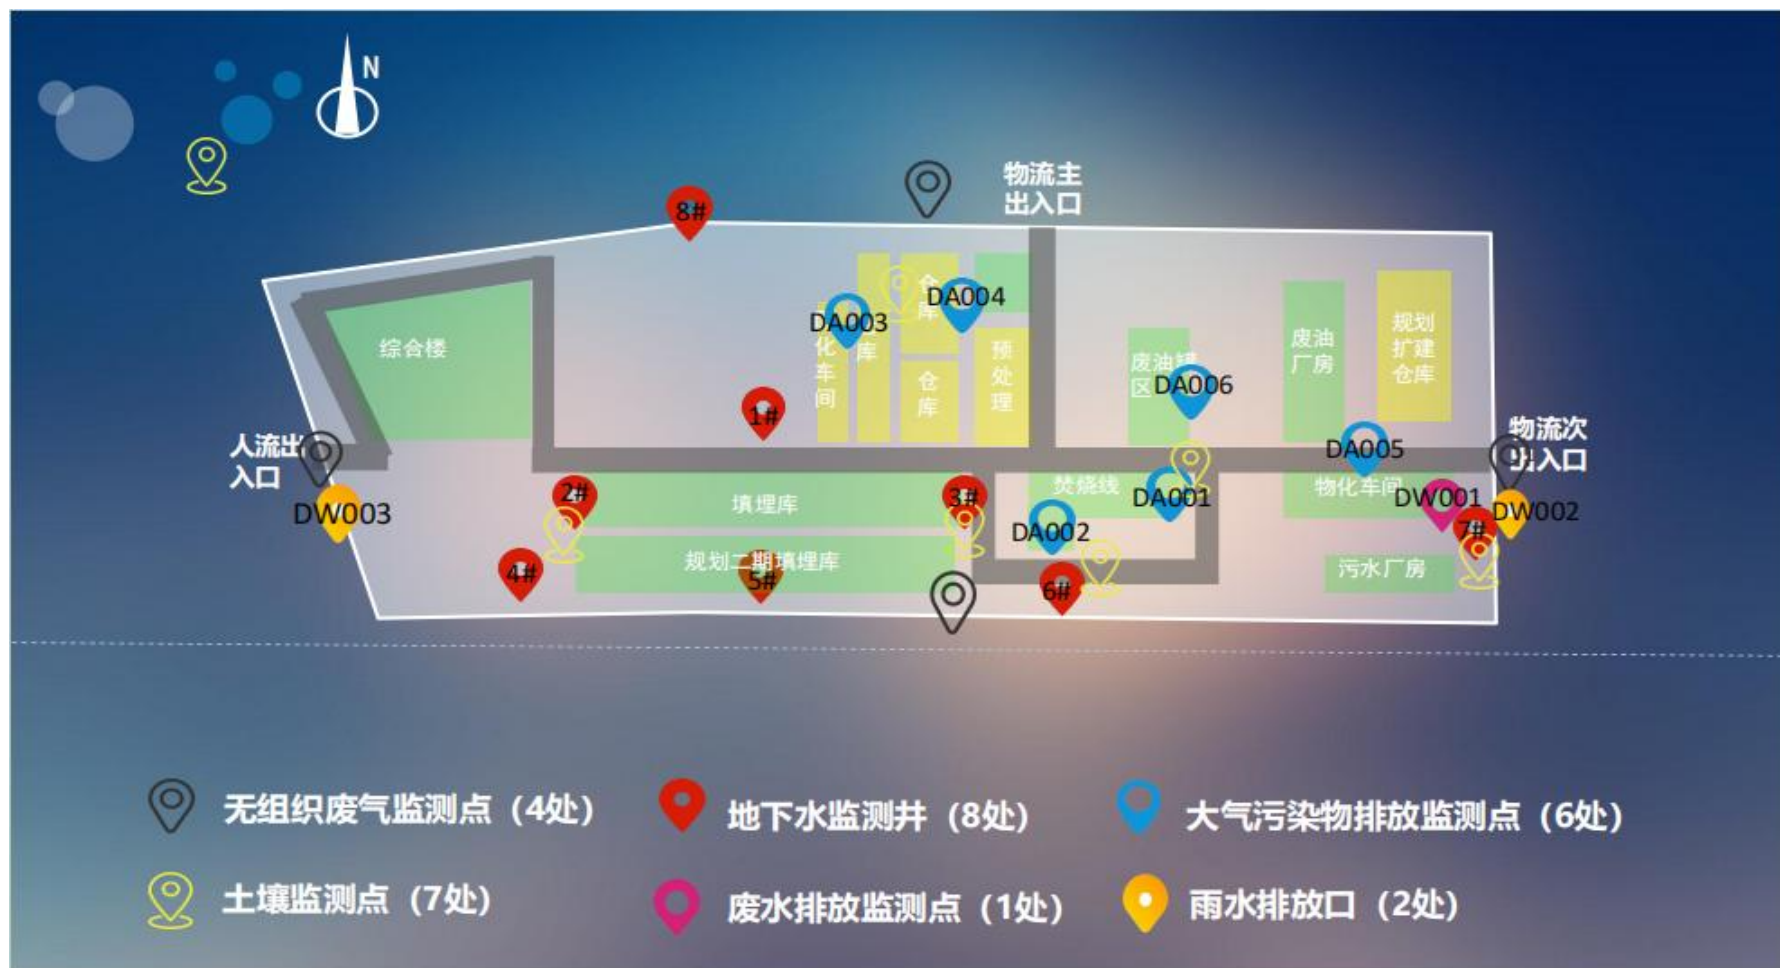 N
物流主
出入口
8#
仓
库
DA004
DA003
化
车
间
库
仓
库
预
处
理
综合楼
废油罐
区
DA006
废油
厂房
规划
扩建
仓库
1#
人流出
入口
物流次
出入口
DA005
2#
填埋库
3#
焚烧线
DA001
物化车间
DW001
DW002
DW003
DA002
7#
4#
规划二期填埋库
5#
6#
污水厂房
无组织废气监测点（4处）
地下水监测井（8处）
大气污染物排放监测点（6处）
土壤监测点（7处）
废水排放监测点（1处）
雨水排放口（2处）